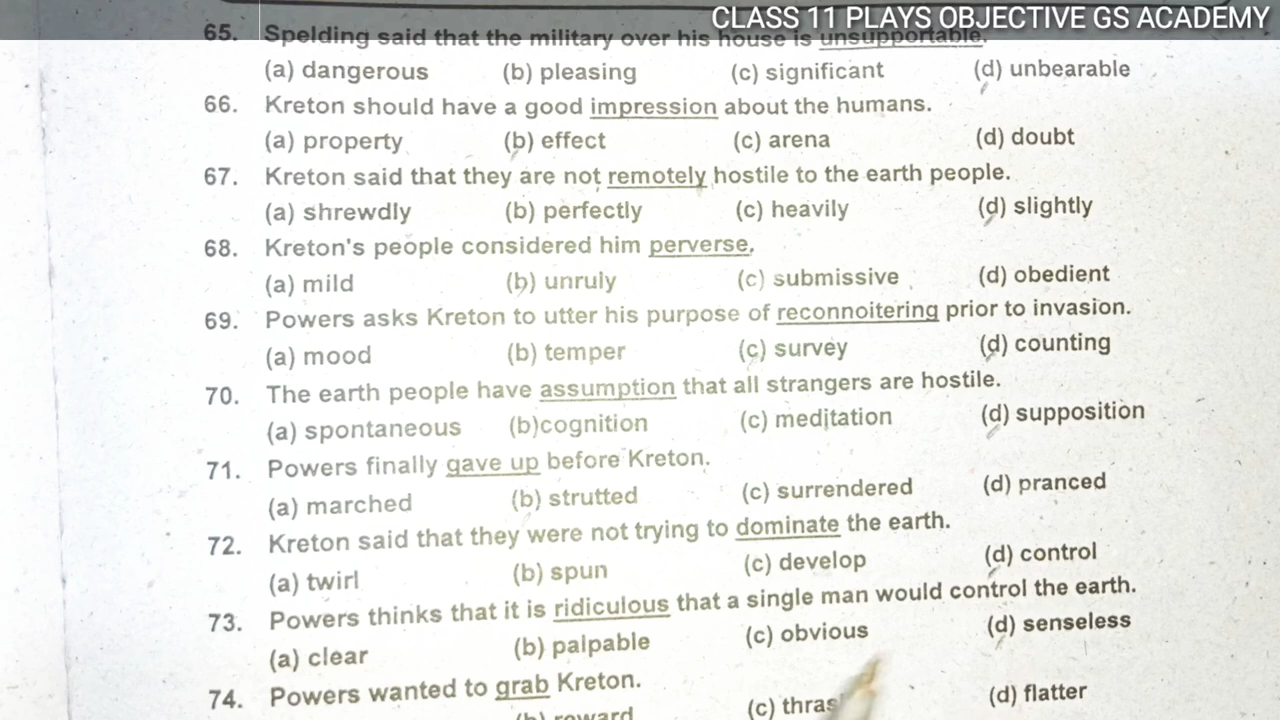 CLASS 11 PLAYS OBJECTIVE GS ACADEMY
65. Spelding said that the military over his house is unsupportable.
(a) dangerous (b) pleasing (c) significant (d) unbearable
66. Kreton should have a good impression about the humans.
(a) property (b) effect (c) arena (d) doubt
67. Kreton said that they are not remotely hostile to the earth people.
(a) shrewdly (b) perfectly (c) heavily (d) slightly
68. Kreton's people considered him perverse.
(a) mild (b) unruly (c) submissive (d) obedient
69. Powers asks Kreton to utter his purpose of reconnoitering prior to invasion.
(a) mood (b) temper (c) survey (d) counting
70. The earth people have assumption that all strangers are hostile.
(a) spontaneous (b)cognition (c) meditation (d) supposition
71. Powers finally gave up before Kreton.
(a) marched (b) strutted (c) surrendered (d) pranced
72. Kreton said that they were not trying to dominate the earth.
(a) twirl (b) spun (c) develop (d) control
73. Powers thinks that it is ridiculous that a single man would control the earth.
(a) clear (b) palpable (c) obvious (d) senseless
74. Powers wanted to grab Kreton.
(b) reward (c) (d) flatter